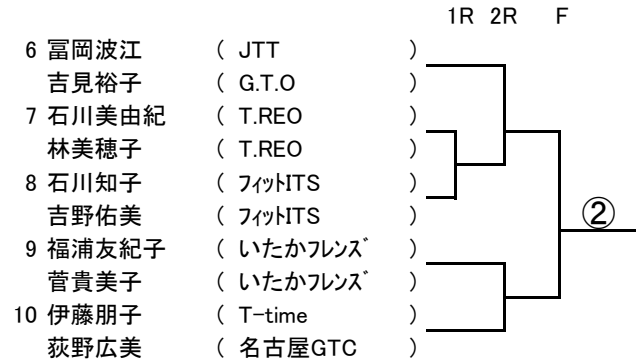 1R 2R F
6 冨岡波江 ( JTT )
吉見裕子 ( G.T.O )
7 石川美由紀 ( T.REO )
林美穂子 ( T.REO )
8 石川知子 ( ﾌｨｯﾄITS )
吉野佑美 ( ﾌｨｯﾄITS )
9 福浦友紀子 ( いたかﾌﾚﾝｽﾞ )
菅貴美子 ( いたかﾌﾚﾝｽﾞ )
②
10 伊藤朋子 ( T-time )
荻野広美 ( 名古屋GTC )